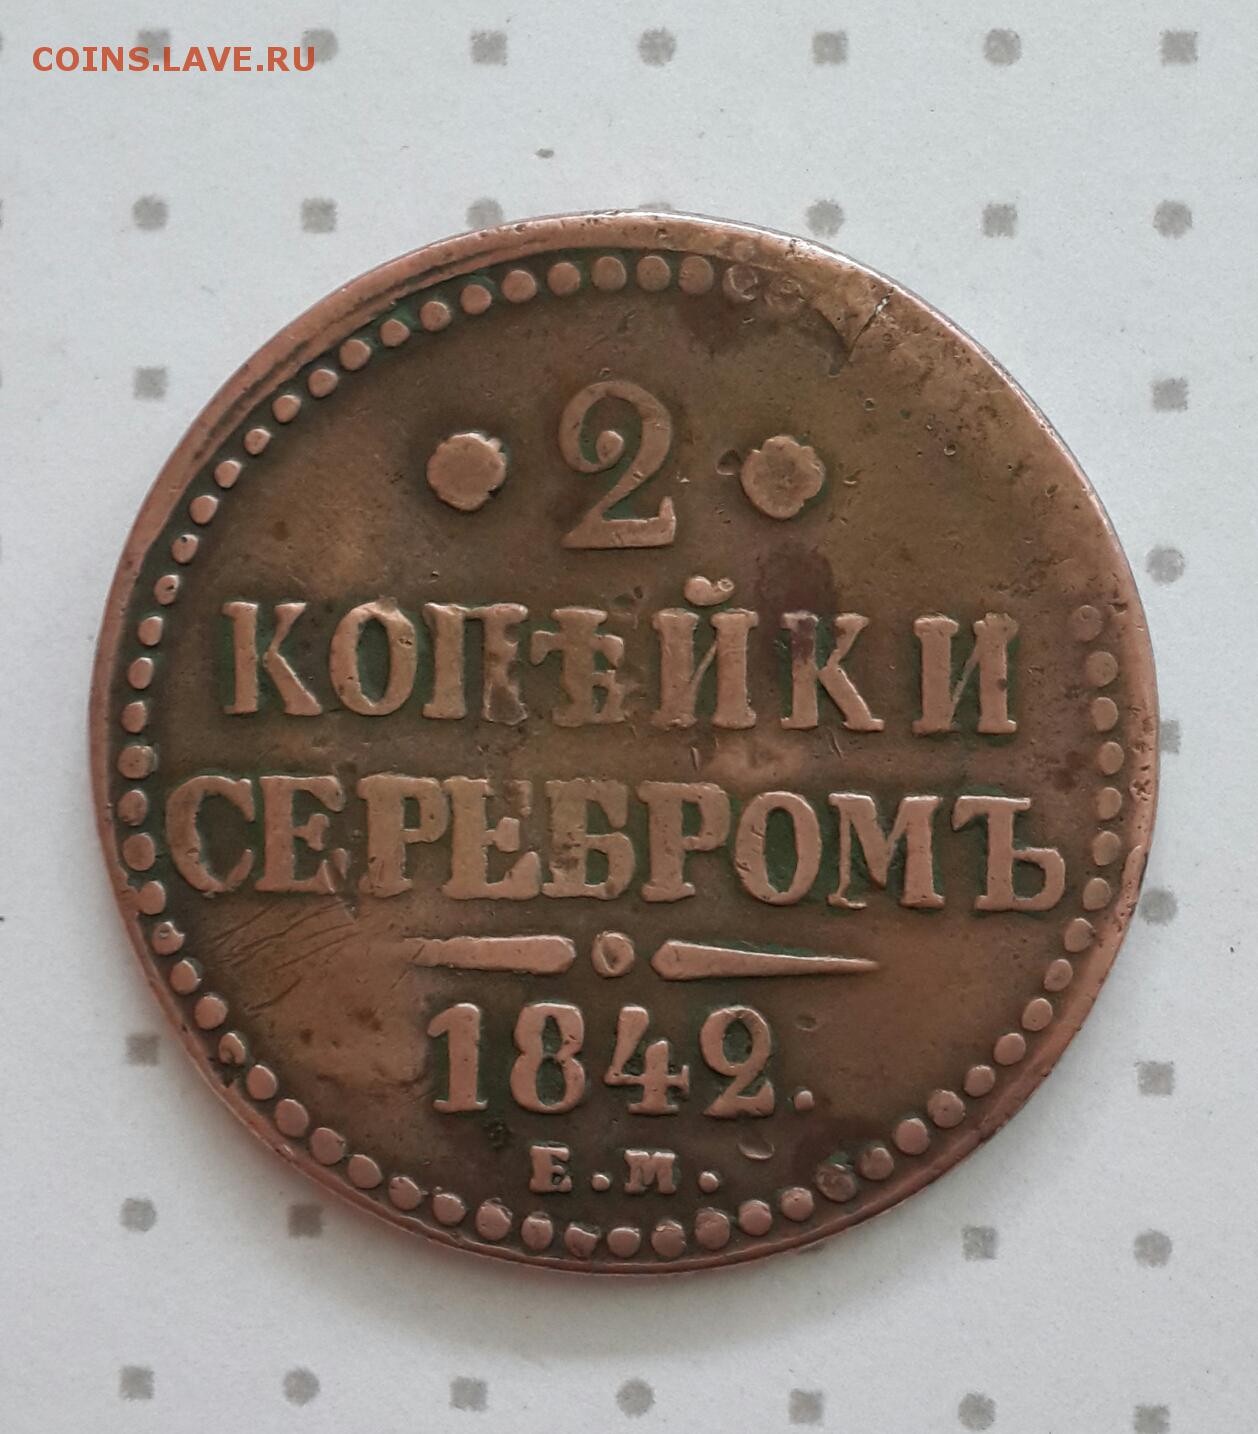 COINS.LAVE.RU
• 2 •
КОПѢЙКИ
СЕРЕБРОМЪ
1842.
Е.М.